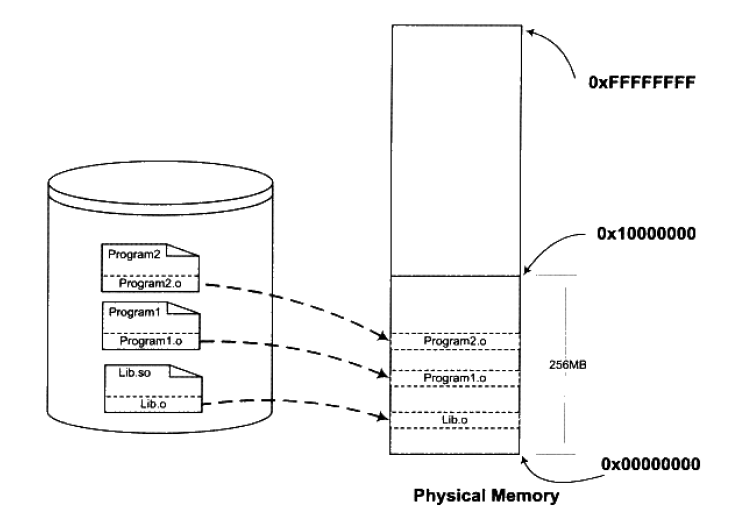 0xFFFFFFFF
0x10000000
Program2
Program2.o
Program1
Program1.o
Lib.so
Lib.o
Program2.o
Program1.o
Lib.o
256MB
0x00000000
Physical Memory